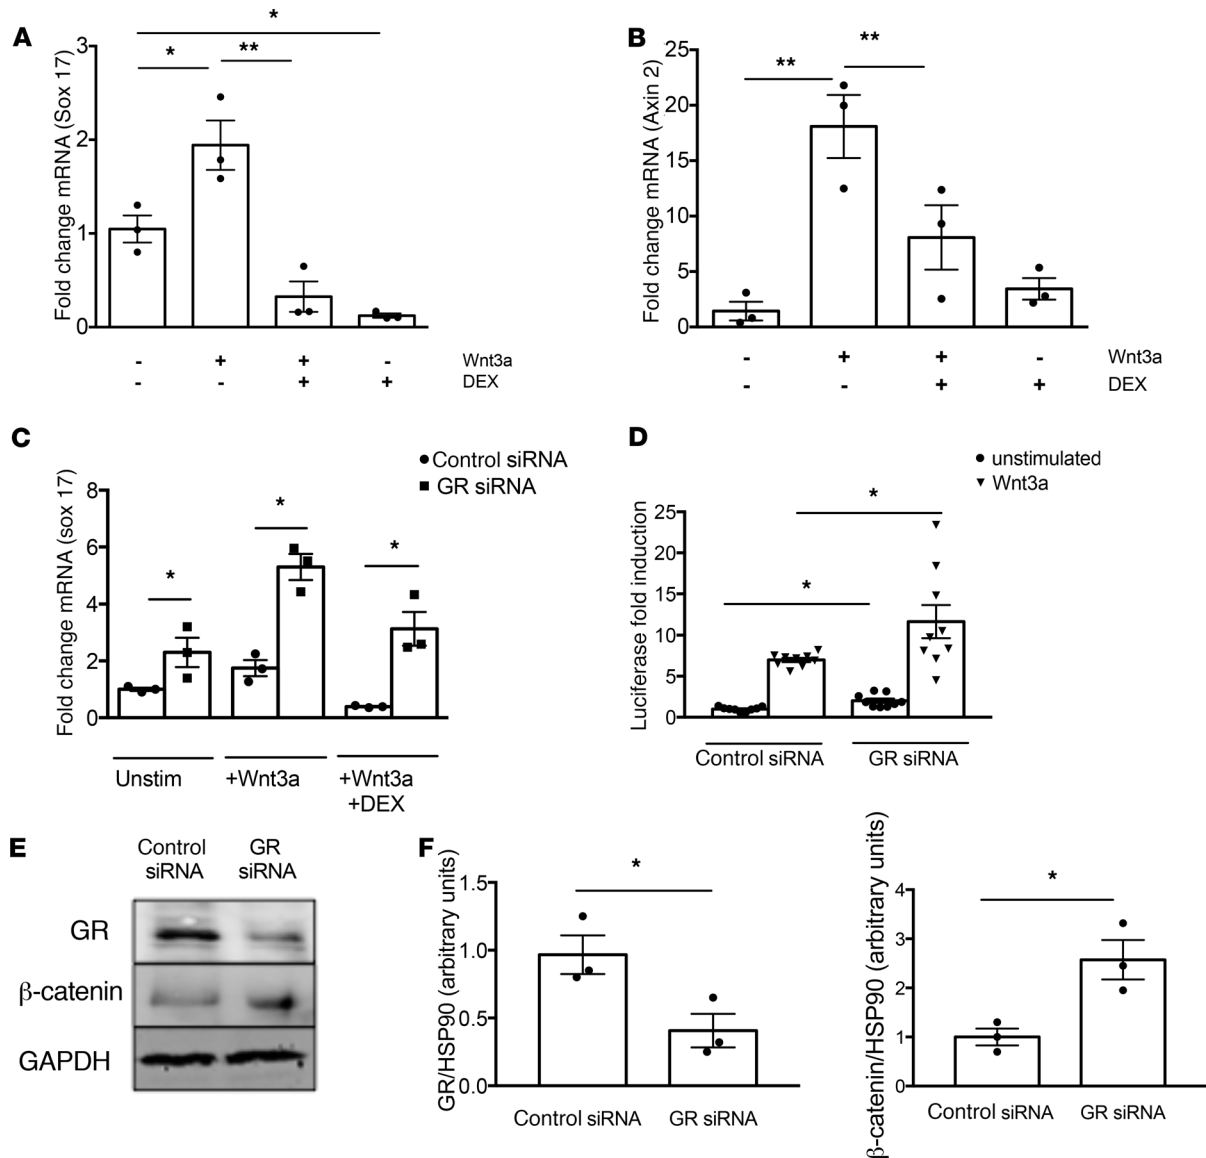 A
Fold change mRNA (Sox 17)
3
2
1
0
*
*
**
- + + - Wnt3a
- - + + DEX
B
Fold change mRNA (Axin 2)
25
20
15
10
5
0
**
**
- + + - Wnt3a
- - + + DEX
C
Control siRNA
GR siRNA
Fold change mRNA (sox 17)
8
6
4
2
0
*
*
*
Unstim +Wnt3a +Wnt3a
+DEX
D
unstimulated
Wnt3a
Luciferase fold induction
25
20
15
10
5
0
*
*
Control siRNA GR siRNA
E
Control GR
siRNA siRNA
GR
β-catenin
GAPDH
F
GR/HSP90 (arbitrary units)
1.5
1.0
0.5
0.0
*
Control siRNA GR siRNA
β-catenin/HSP90 (arbitrary units)
4
3
2
1
0
*
Control siRNA GR siRNA